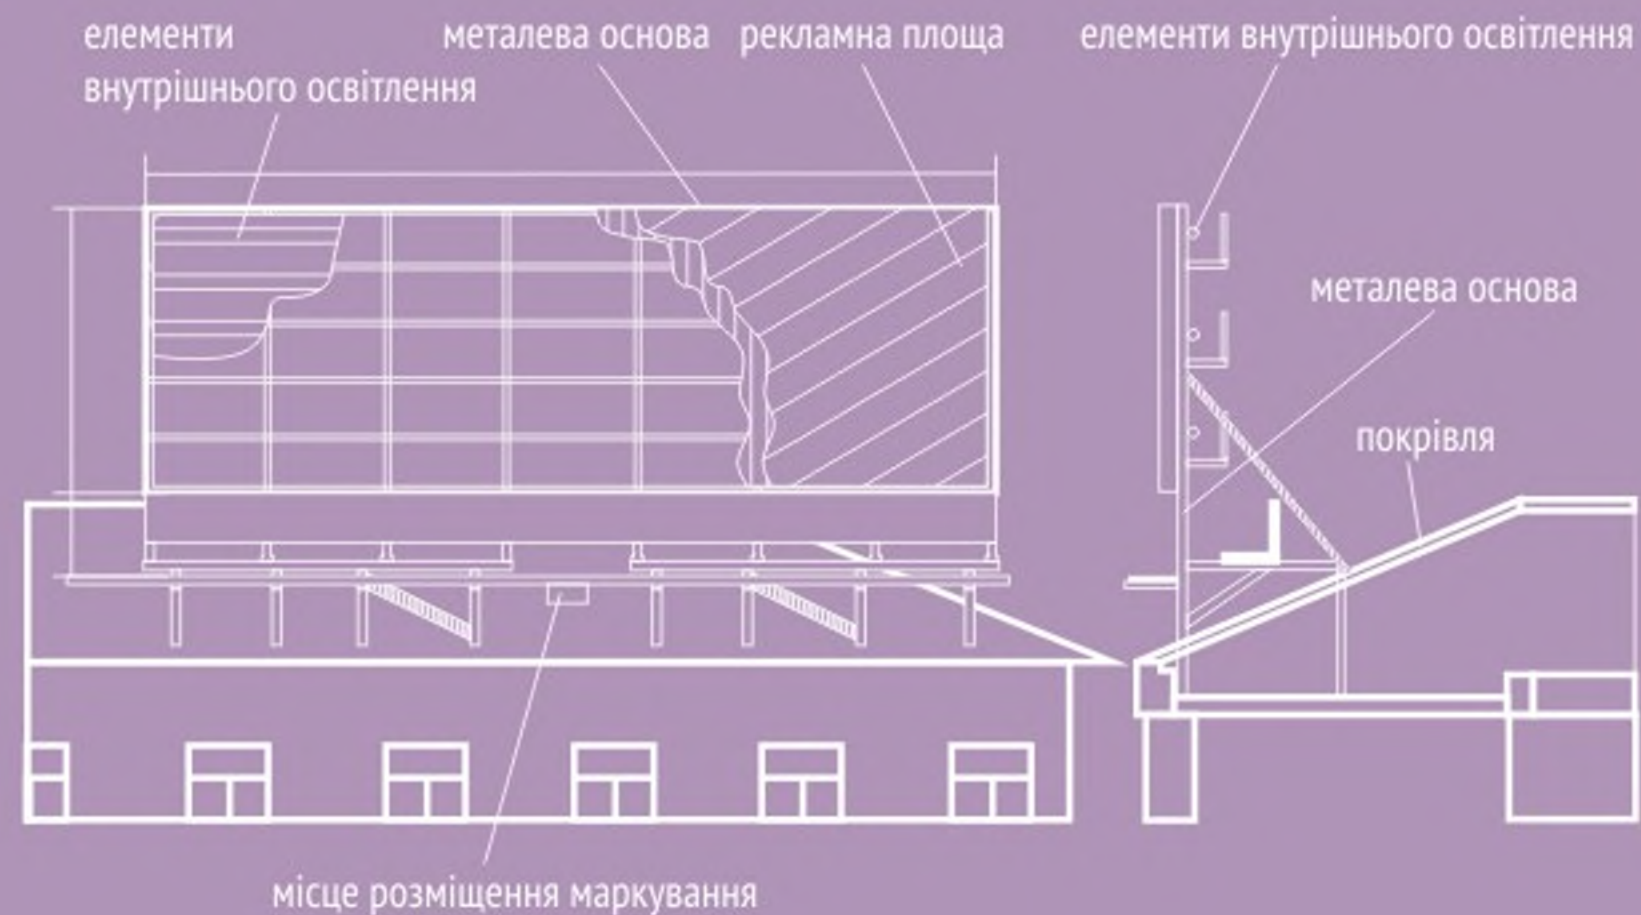 елементи
внутрішнього освітлення
металева основа
рекламна площа
елементи внутрішнього освітлення
металева основа
покрівля
місце розміщення маркування